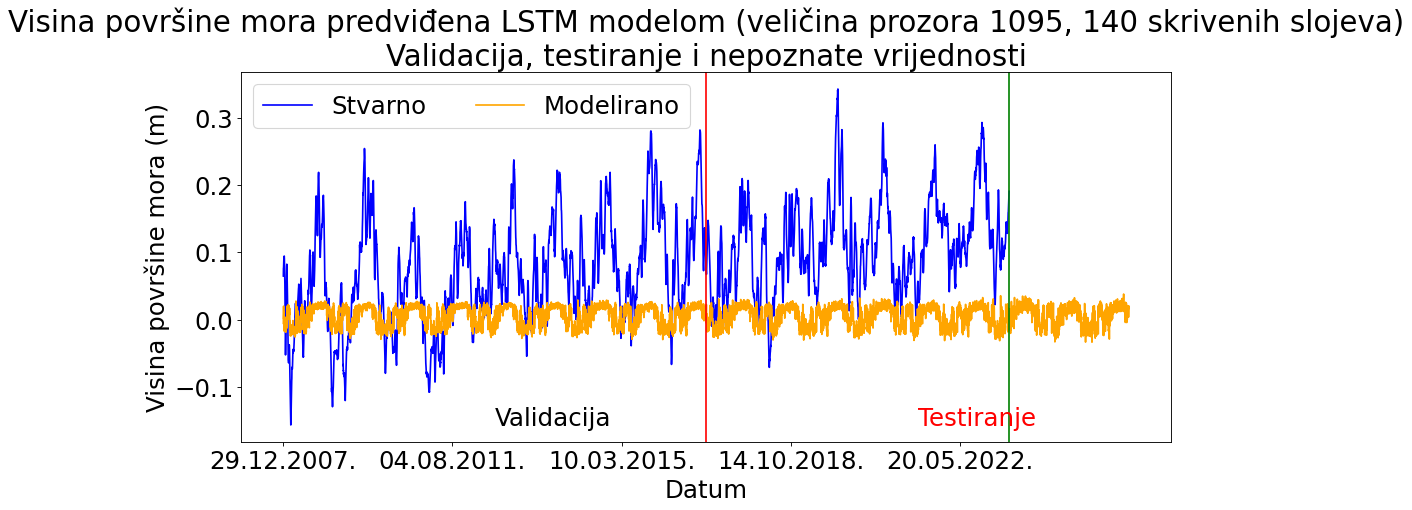 Visina površine mora predviđena LSTM modelom (veličina prozora 1095, 140 skrivenih slojeva)
Validacija, testiranje i nepoznate vrijednosti
Stvarno Modelirano
Visina površine mora (m)
0.3
0.2
0.1
0.0
−0.1
Validacija
Testiranje
29.12.2007. 04.08.2011. 10.03.2015. 14.10.2018. 20.05.2022.
Datum